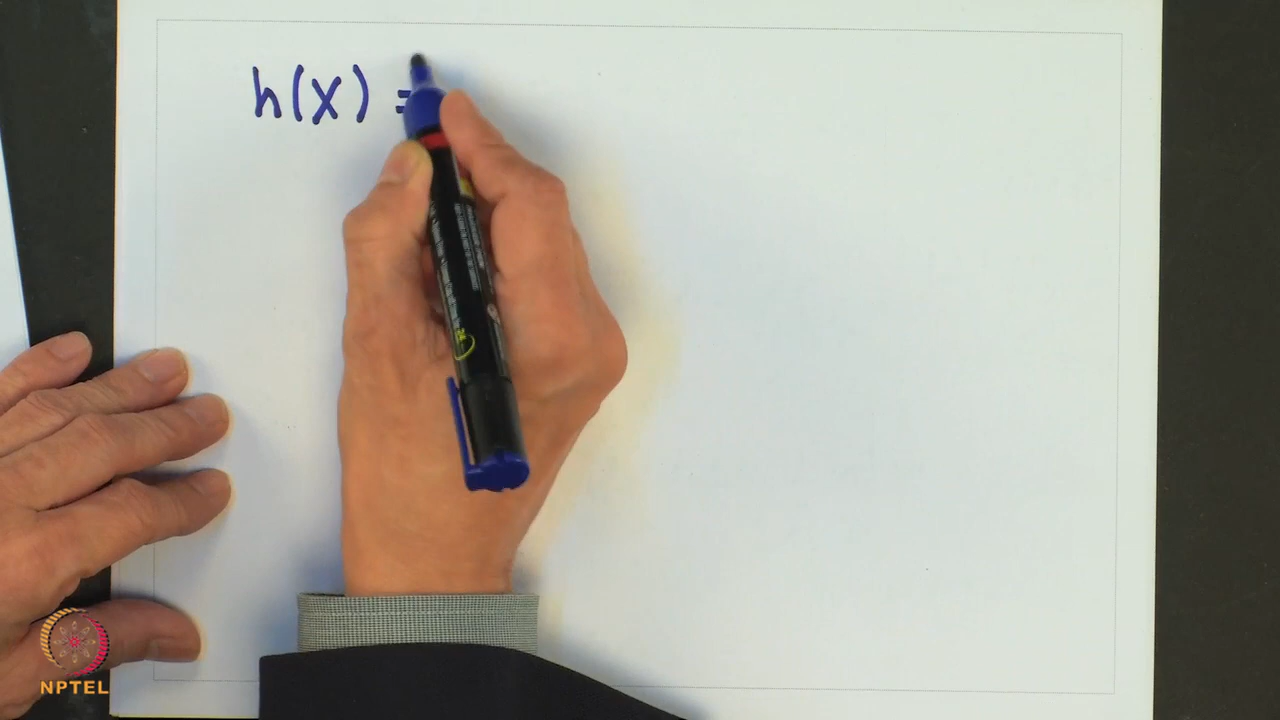 h(x) =
NPTEL